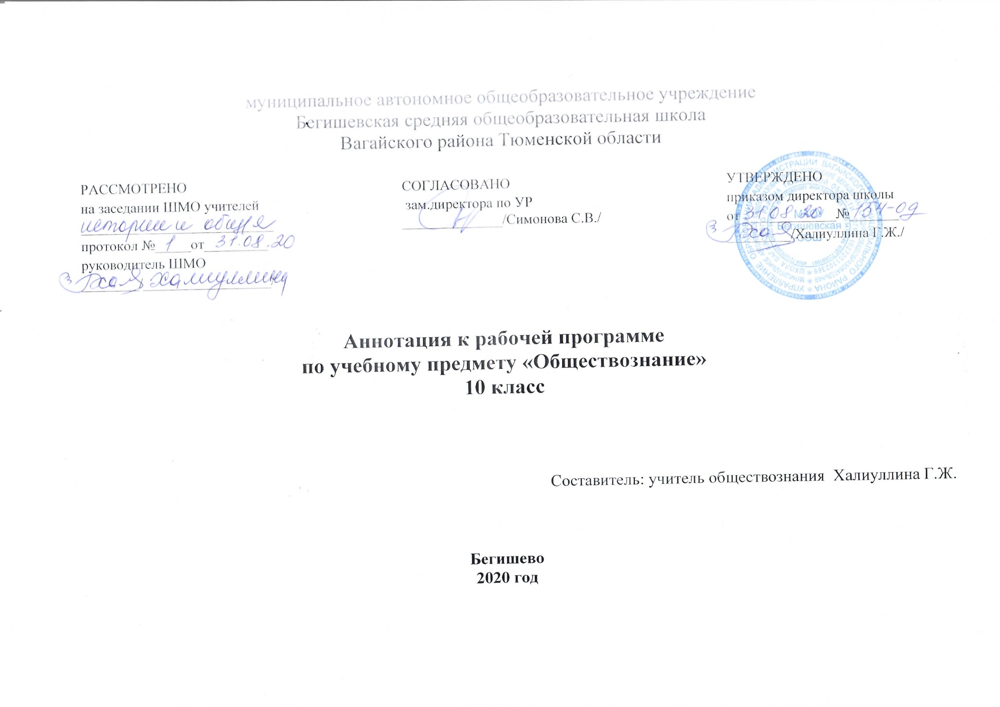 муниципальное автономное общеобразовательное учреждение
Бегишевская средняя общеобразовательная школа
Вагайского района Тюменской области
РАССМОТРЕНО
на заседании ШМО учителей
истории и общ-я
протокол № 1 от 31.08.20
руководитель ШМО
Халиуллина
СОГЛАСОВАНО
зам.директора по УР
/Симонова С.В./
УТВЕРЖДЕНО
приказом директора школы
от 31 08 20 № 154-од
/Халиуллина Г.Ж./
МАОУ
Бегишевская
СОШ
Аннотация к рабочей программе
по учебному предмету «Обществознание»
10 класс
Составитель: учитель обществознания Халиуллина Г.Ж.
Бегишево
2020 год